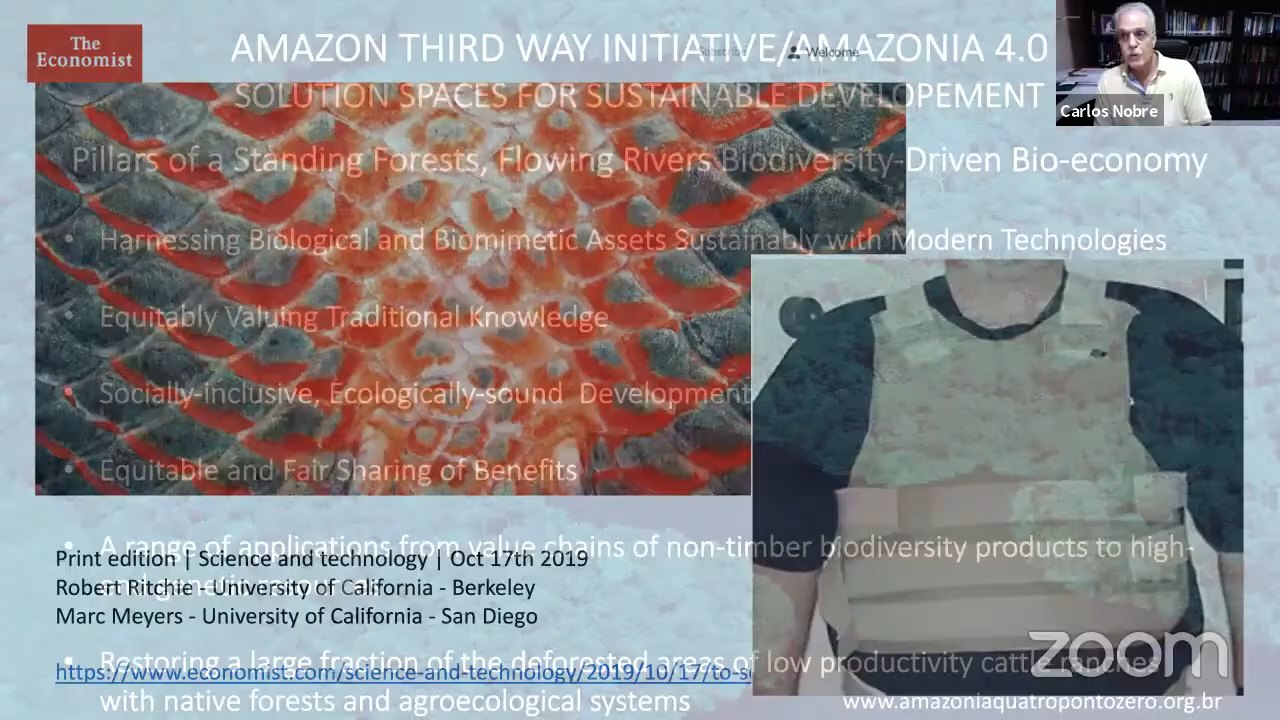 The
Economist
AMAZON THIRD WAY INITIATIVE/AMAZONIA 4.0
Subscribe
Welcome
SOLUTION SPACES FOR SUSTAINABLE DEVELOPEMENT
Carlos Nobre
Pillars of a Standing Forests, Flowing Rivers Biodiversity-Driven Bio-economy
• Harnessing Biological and Biomimetic Assets Sustainably with Modern Technologies
• Equitably Valuing Traditional Knowledge
• Socially-inclusive, Ecologically-sound Development
• Equitable and Fair Sharing of Benefits
• A range of applications from value chains of non-timber biodiversity products to high-
Print edition | Science and technology | Oct 17th 2019
Robert Ritchie - University of California - Berkeley
Marc Meyers - University of California - San Diego
• Restoring a large fraction of the deforested areas of low productivity cattle ranches
https://www.economist.com/science-and-technology/2019/10/17/to-s
with native forests and agroecological systems
zoom
www.amazoniaquatropontozero.org.br